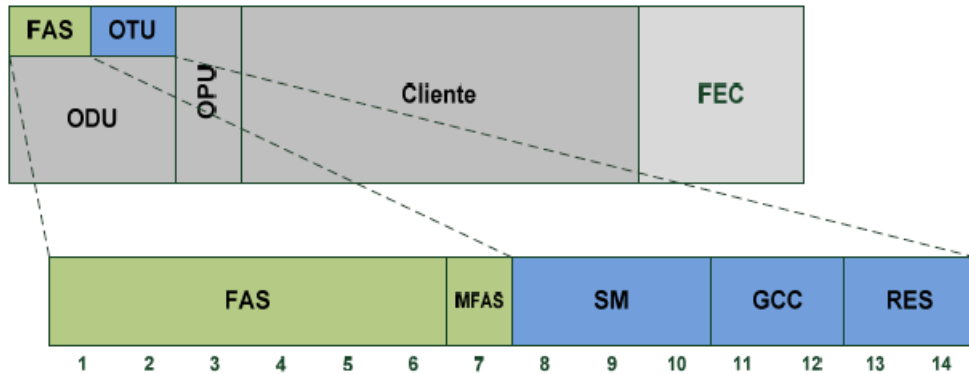 FAS OTU
ODU OPU Cliente FEC
FAS MFAS SM GCC RES
1 2 3 4 5 6 7 8 9 10 11 12 13 14